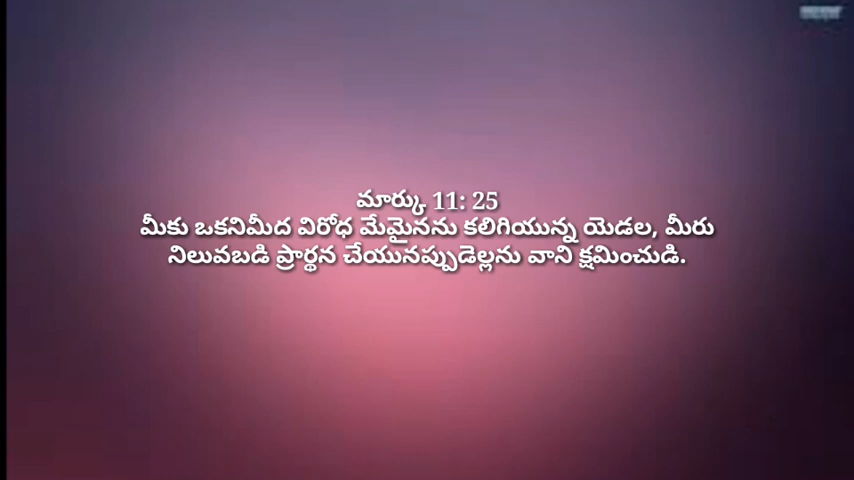 మార్కు 11: 25
మీకు ఒకనిమీద విరోధ మేమైనను కలిగియున్న యెడల, మీరు
నిలువబడి ప్రార్థన చేయునప్పుడెల్లను వాని క్షమించుడి.